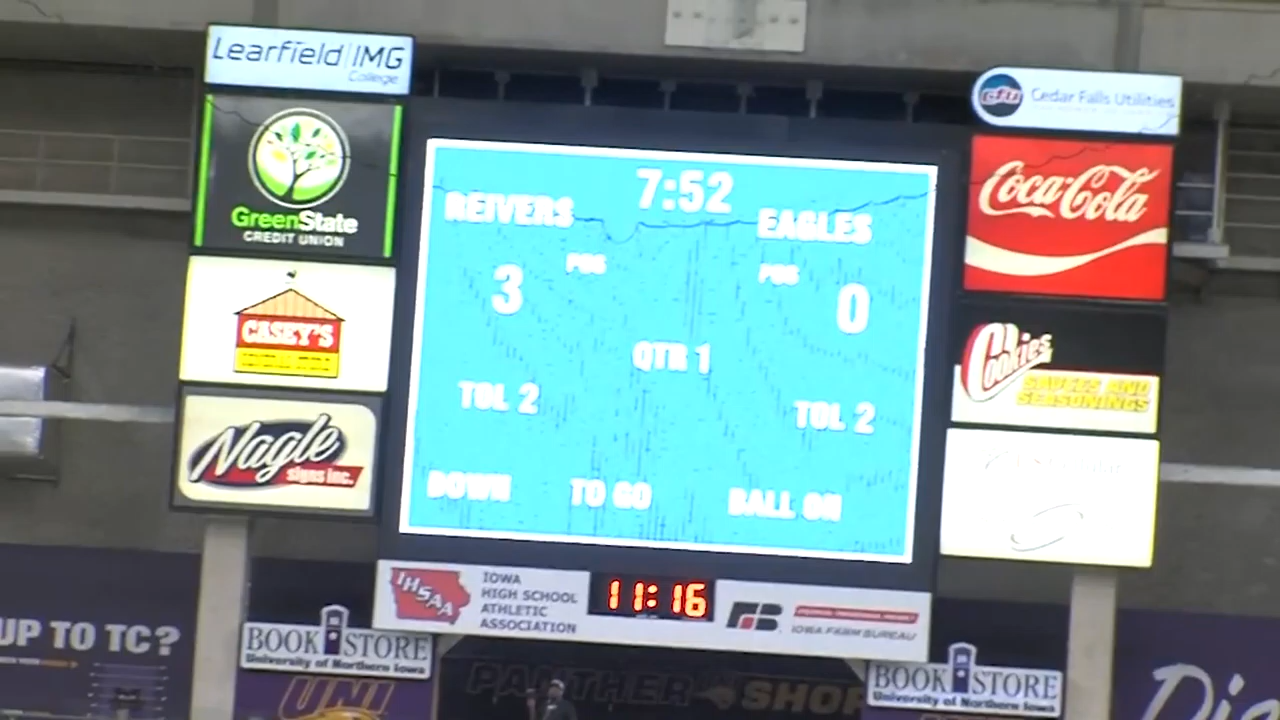 Learfield IMG
College
GreenState
CREDIT UNION
CASEY'S
Nagle
signs inc.
7:52
REIVERS
EAGLES
POS
POS
3
0
QTR 1
TOL 2
TOL 2
DOWN
TO GO
BALL ON
cfu
Cedar Falls Utilities
Coca-Cola
Cookies
SAUCES AND
SEASONINGS
IHSAA
IOWA
HIGH SCHOOL
ATHLETIC
ASSOCIATION
11:16
FB
IOWA FARM BUREAU
UP TO TC?
BOOK STORE
University of Northern Iowa
UNI
PANTHER SHOP
BOOK STORE
University of Northern Iowa
Di